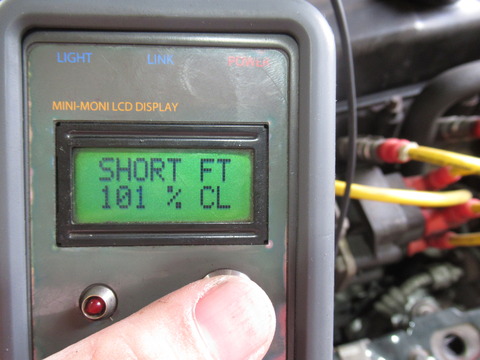 LIGHT LINK POWER
MINI-MONI LCD DISPLAY
SHORT FT
101 % CL